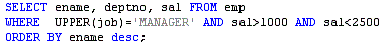 SELECT ename, deptno, sal FROM emp
WHERE  UPPER(job)='MANAGER' AND sal>1000 AND sal<2500
ORDER BY ename desc;